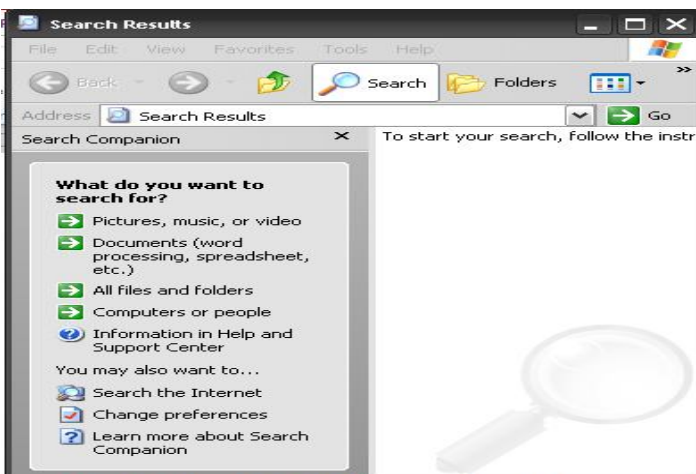 Search Results
File Edit View Favorites Tools Help
Back Search Folders »
Address Search Results Go
Search Companion × To start your search, follow the instr
What do you want to
search for?
Pictures, music, or video
Documents (word
processing, spreadsheet,
etc.)
All files and folders
Computers or people
Information in Help and
Support Center
You may also want to...
Search the Internet
Change preferences
Learn more about Search
Companion